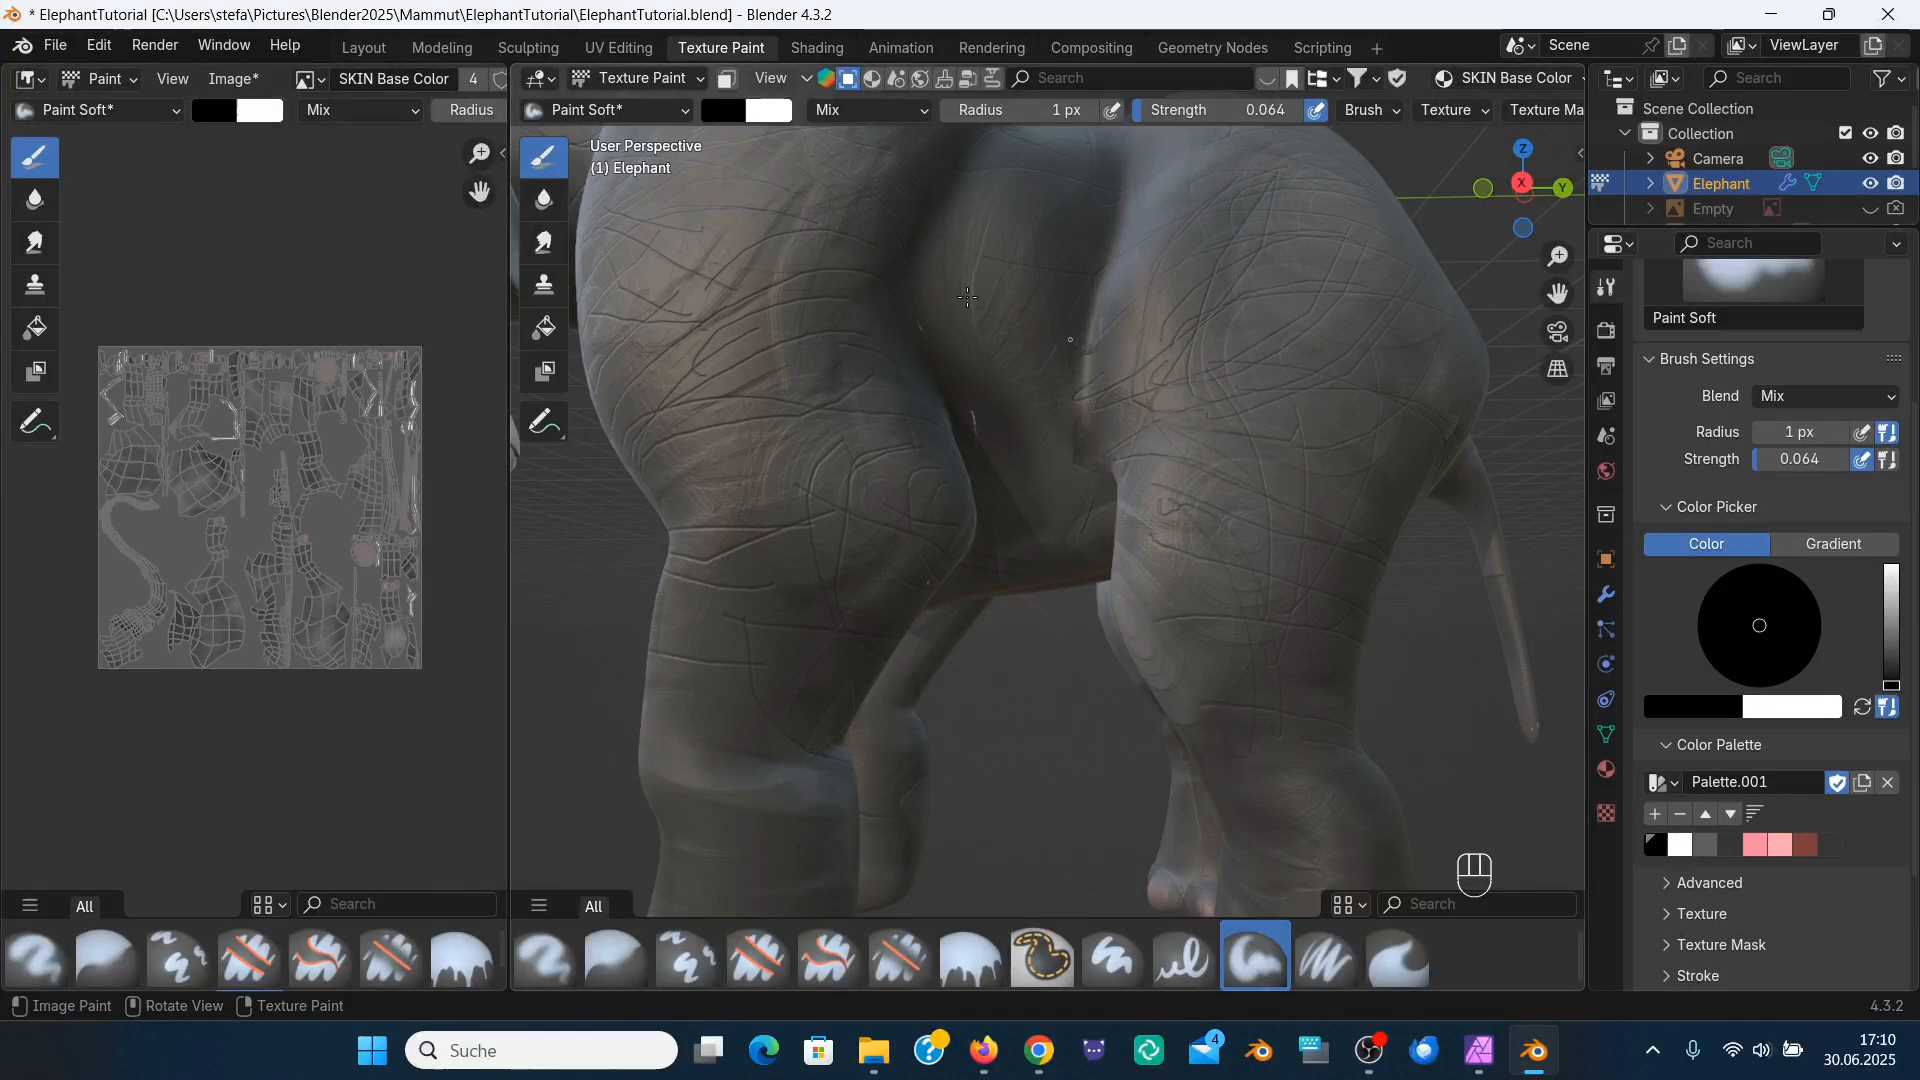 * ElephantTutorial [C:\Users\stefa\Pictures\Blender2025\Mammut\ElephantTutorial\ElephantTutorial.blend] - Blender 4.3.2
File Edit Render Window Help Layout Modeling Sculpting UV Editing Texture Paint Shading Animation Rendering Compositing Geometry Nodes Scripting + Scene ViewLayer
Paint View Image* SKIN Base Color 4 Texture Paint View Search SKIN Base Color Search
Paint Soft* Mix Radius Paint Soft* Mix Radius 1 px Strength 0.064 Brush Texture Texture Ma
Scene Collection
Collection
Camera
Elephant
Empty
User Perspective
(1) Elephant
Z
X
Y
Search
Paint Soft
Brush Settings
Blend Mix
Radius 1 px
Strength 0.064
Color Picker
Color Gradient
Color Palette
Palette.001
Advanced
Texture
Texture Mask
Stroke
All Search All Search
Image Paint Rotate View Texture Paint 4.3.2
Suche
4
17:10
30.06.2025